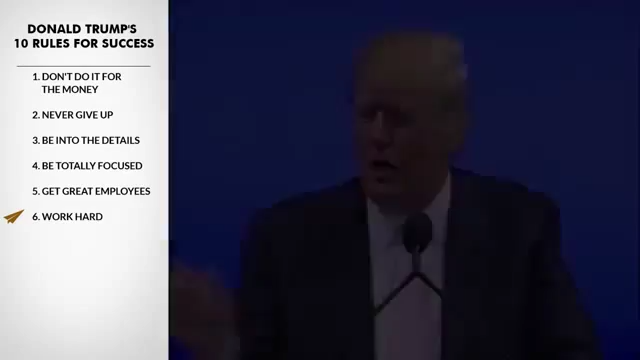 DONALD TRUMP'S
10 RULES FOR SUCCESS
1. DON'T DO IT FOR
THE MONEY
2. NEVER GIVE UP
3. BE INTO THE DETAILS
4. BE TOTALLY FOCUSED
5. GET GREAT EMPLOYEES
6. WORK HARD